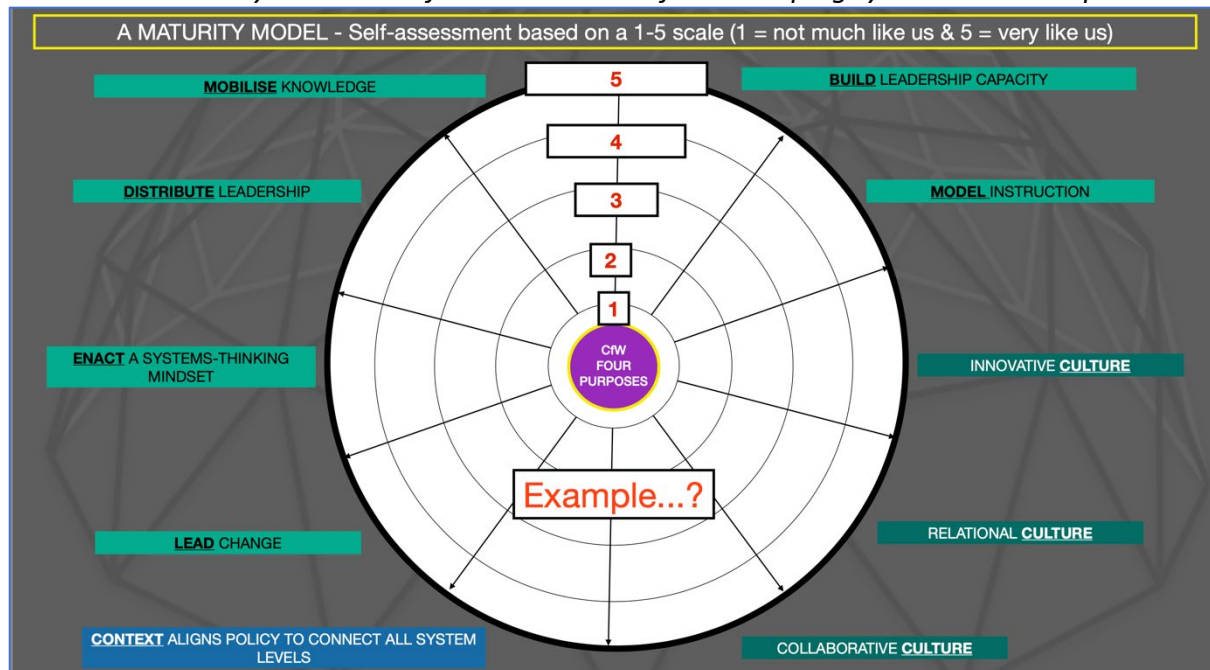 A MATURITY MODEL - Self-assessment based on a 1-5 scale (1 = not much like us & 5 = very like us)
MOBILISE KNOWLEDGE
DISTRIBUTE LEADERSHIP
ENACT A SYSTEMS-THINKING
MINDSET
LEAD CHANGE
CONTEXT ALIGNS POLICY TO CONNECT ALL SYSTEM
LEVELS
5
4
3
2
1
CfW
FOUR
PURPOSES
Example...?
BUILD LEADERSHIP CAPACITY
MODEL INSTRUCTION
INNOVATIVE CULTURE
RELATIONAL CULTURE
COLLABORATIVE CULTURE